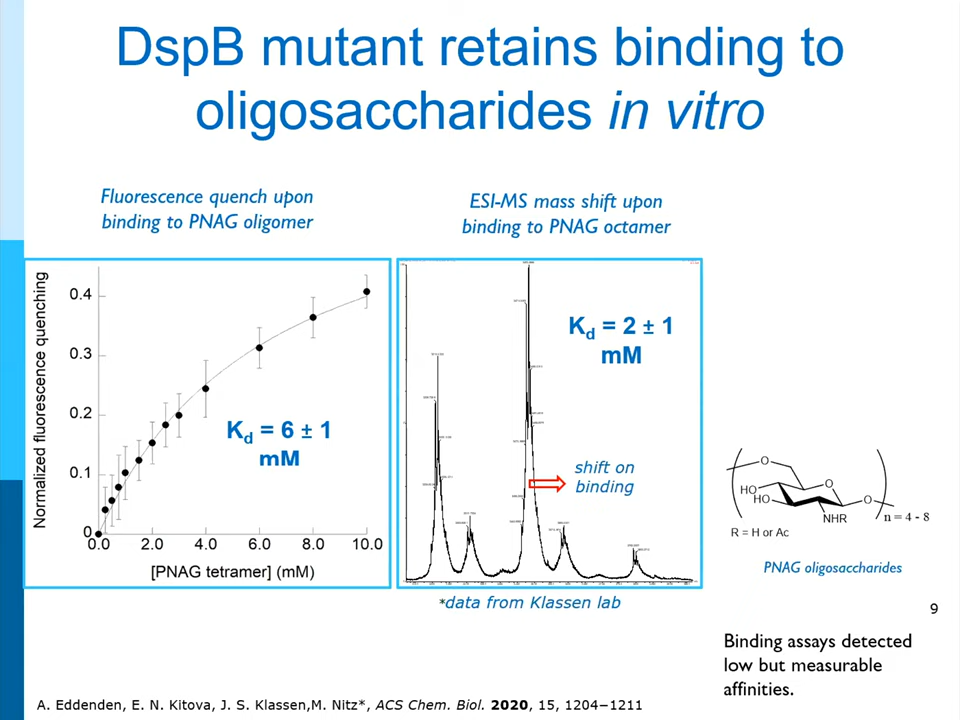 DspB mutant retains binding to
oligosaccharides in vitro
Fluorescence quench upon
binding to PNAG oligomer
ESI-MS mass shift upon
binding to PNAG octamer
Normalized fluorescence quenching
0.4
0.3
0.2
0.1
0
0.0
2.0
4.0
6.0
8.0
10.0
[PNAG tetramer] (mM)
Kd = 6 ± 1
mM
Kd = 2 ± 1
mM
shift on
binding
*data from Klassen lab
O
HO
HO
O
O
NHR
n = 4 - 8
R = H or Ac
PNAG oligosaccharides
9
Binding assays detected
low but measurable
affinities.
A. Eddenden, E. N. Kitova, J. S. Klassen,M. Nitz*, ACS Chem. Biol. 2020, 15, 1204−1211